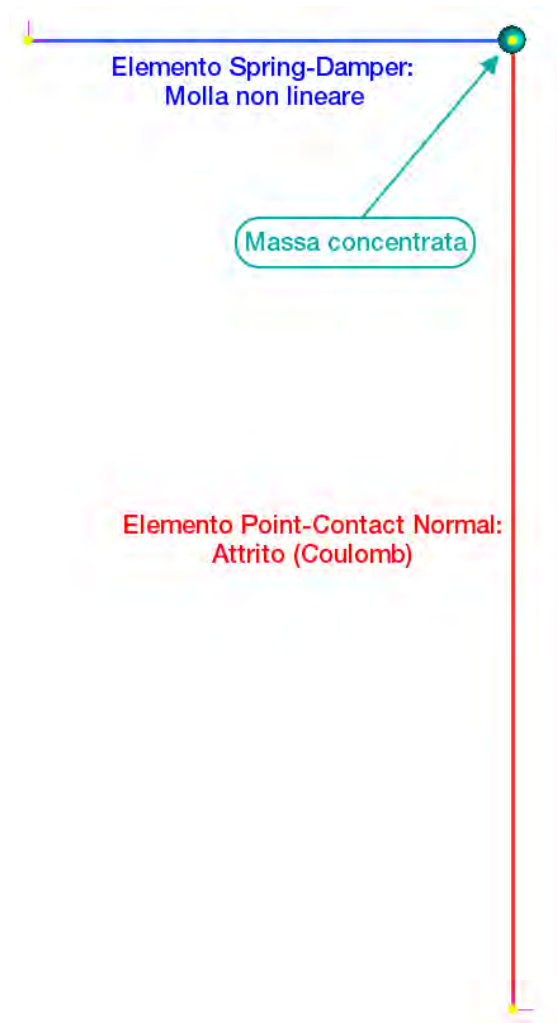 Elemento Spring-Damper:
Molla non lineare
Massa concentrata
Elemento Point-Contact Normal:
Attrito (Coulomb)